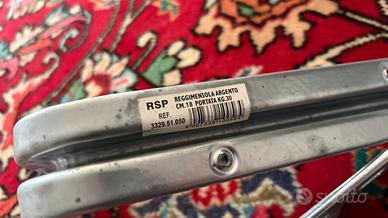 RSP REGGIMENSOLA ARGENTO
CM.18 PORTATA KG.30
REF.
3329.51.050
subito